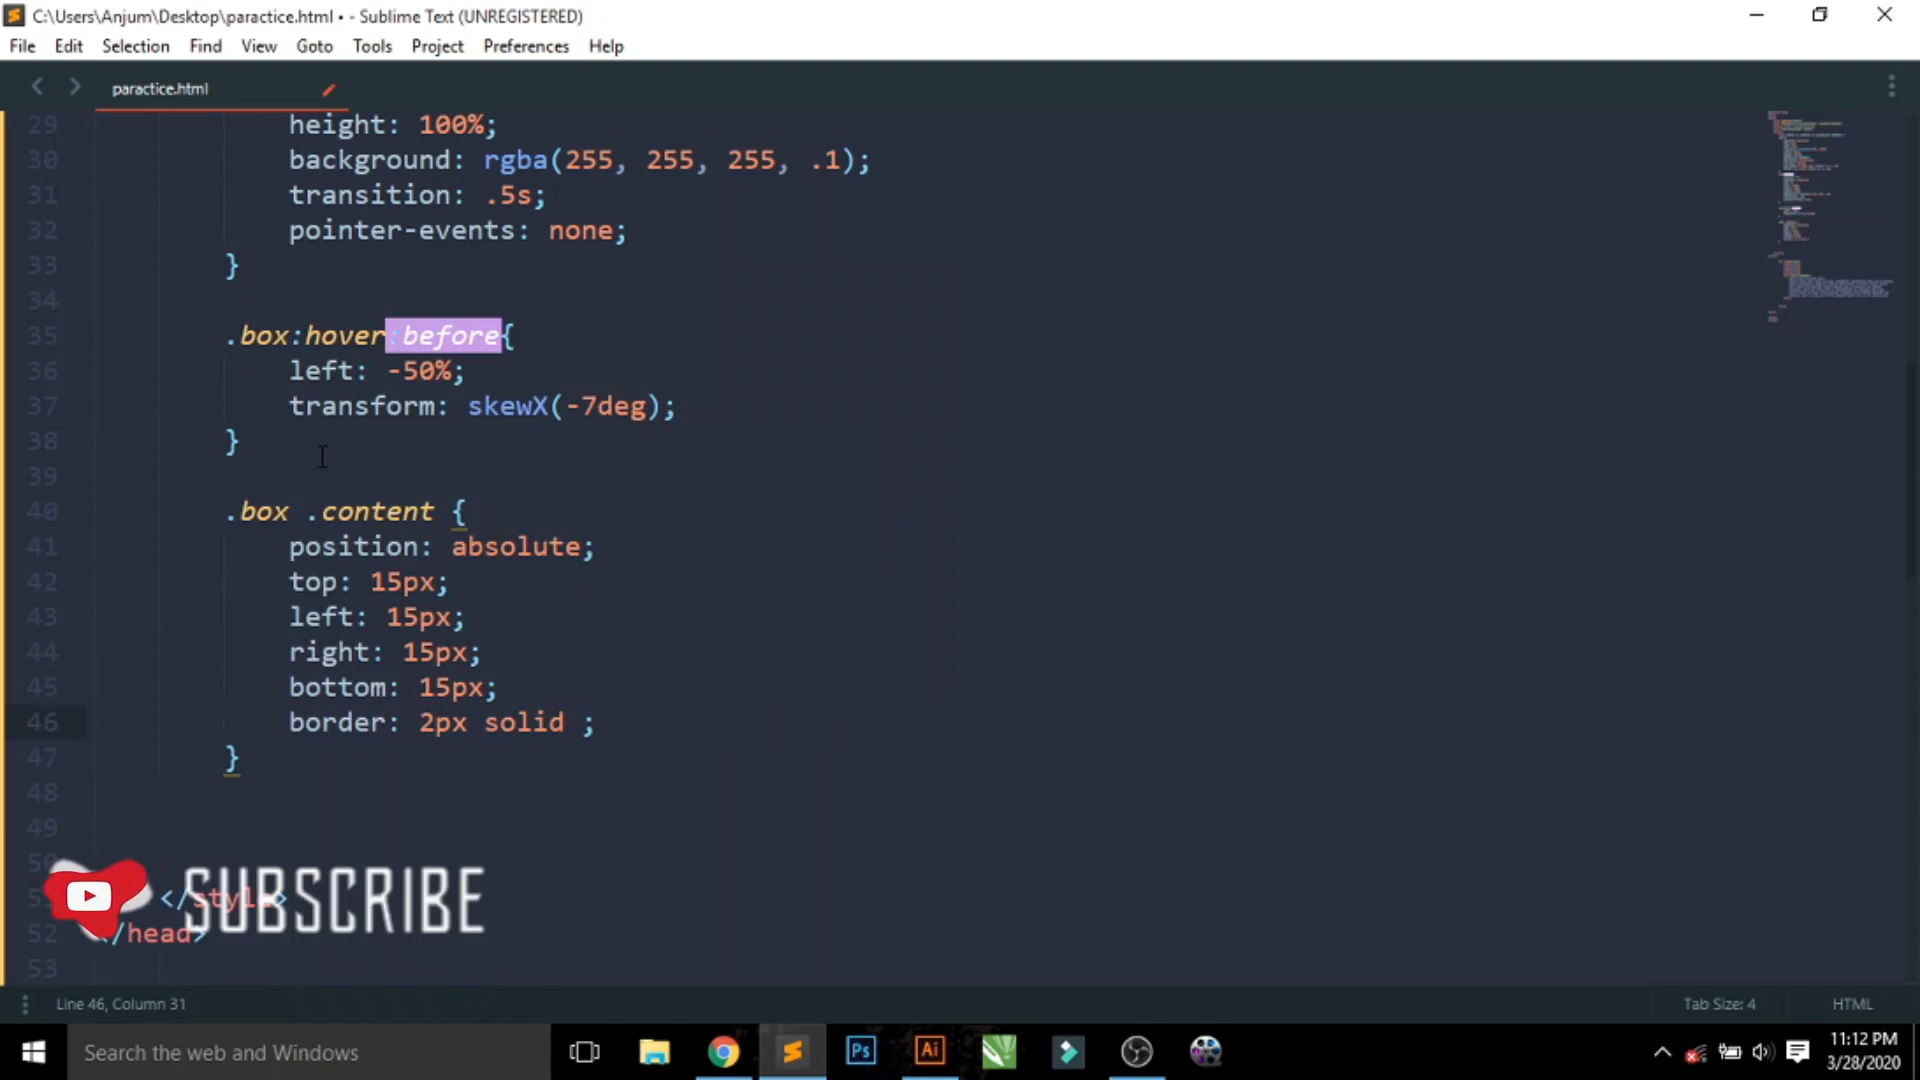 C:\Users\Anjum\Desktop\paractice.html • - Sublime Text (UNREGISTERED)
File Edit Selection Find View Goto Tools Project Preferences Help
paractice.html
29 height: 100%;
30 background: rgba(255, 255, 255, .1);
31 transition: .5s;
32 pointer-events: none;
33 }
34
35 .box:hover:before{
36 left: -50%;
37 transform: skewX(-7deg);
38 }
39
40 .box .content {
41 position: absolute;
42 top: 15px;
43 left: 15px;
44 right: 15px;
45 bottom: 15px;
46 border: 2px solid ;
47 }
48
49
50
51 </style>
SUBSCRIBE
52 </head>
53
Line 46, Column 31 Tab Size: 4 HTML
Search the web and Windows
Ps
Ai
11:12 PM
3/28/2020